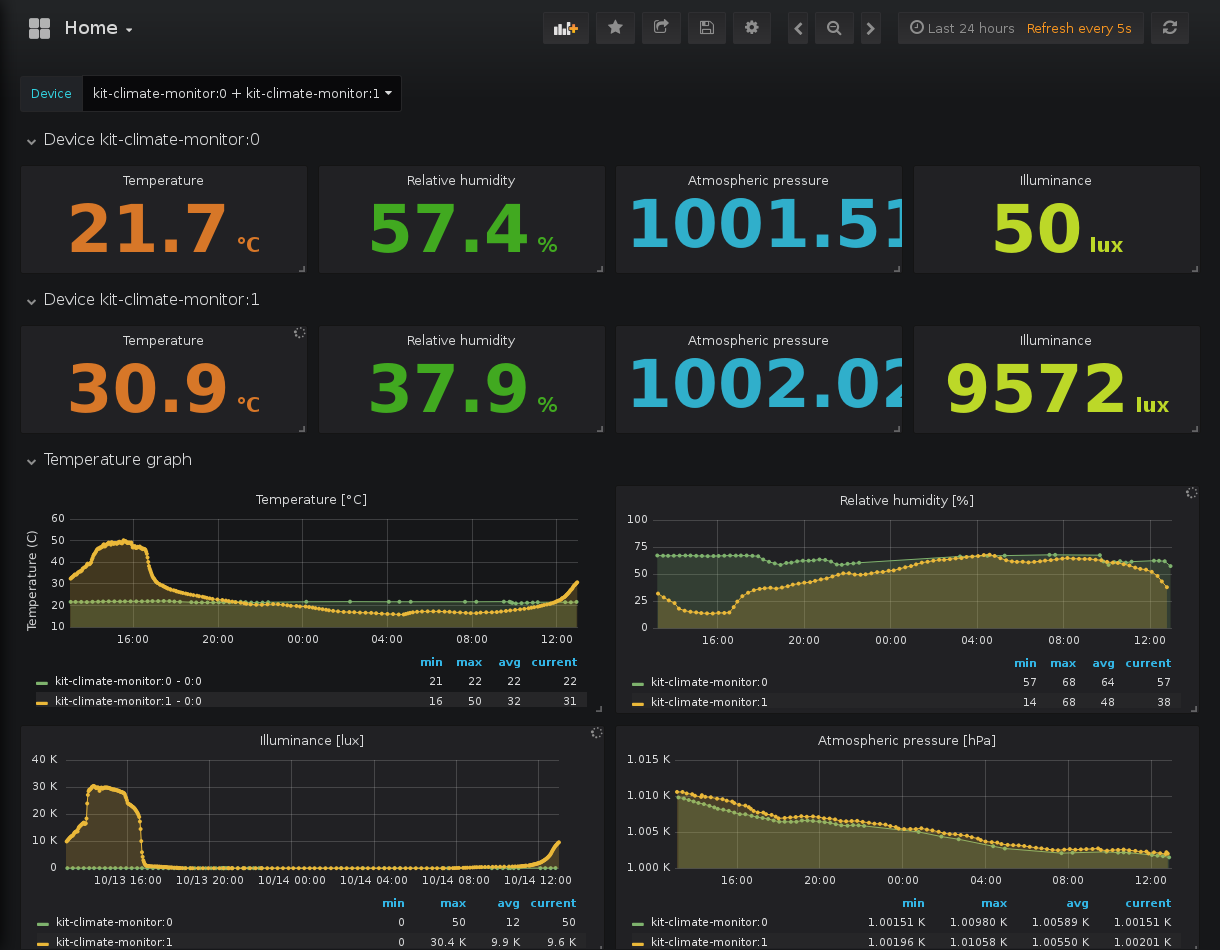 Home
Last 24 hours Refresh every 5s
Device kit-climate-monitor:0 + kit-climate-monitor:1
Device kit-climate-monitor:0
Temperature Relative humidity Atmospheric pressure Illuminance
21.7 °C 57.4 % 1001.51 50 lux
Device kit-climate-monitor:1
Temperature Relative humidity Atmospheric pressure Illuminance
30.9 °C 37.9 % 1002.02 9572 lux
Temperature graph
Temperature [°C]
Temperature (C)
60
50
40
30
20
10
16:00 20:00 00:00 04:00 08:00 12:00
min max avg current
kit-climate-monitor:0 - 0:0 21 22 22 22
kit-climate-monitor:1 - 0:0 16 50 32 31
Relative humidity [%]
100
75
50
25
0
16:00 20:00 00:00 04:00 08:00 12:00
min max avg current
kit-climate-monitor:0 57 68 64 57
kit-climate-monitor:1 14 68 48 38
Illuminance [lux]
40 K
30 K
20 K
10 K
0
10/13 16:00 10/13 20:00 10/14 00:00 10/14 04:00 10/14 08:00 10/14 12:00
min max avg current
kit-climate-monitor:0 0 50 12 50
kit-climate-monitor:1 0 30.4 K 9.9 K 9.6 K
Atmospheric pressure [hPa]
1.015 K
1.010 K
1.005 K
1.000 K
16:00 20:00 00:00 04:00 08:00 12:00
min max avg current
kit-climate-monitor:0 1.00151 K 1.00980 K 1.00589 K 1.00151 K
kit-climate-monitor:1 1.00196 K 1.01058 K 1.00550 K 1.00201 K